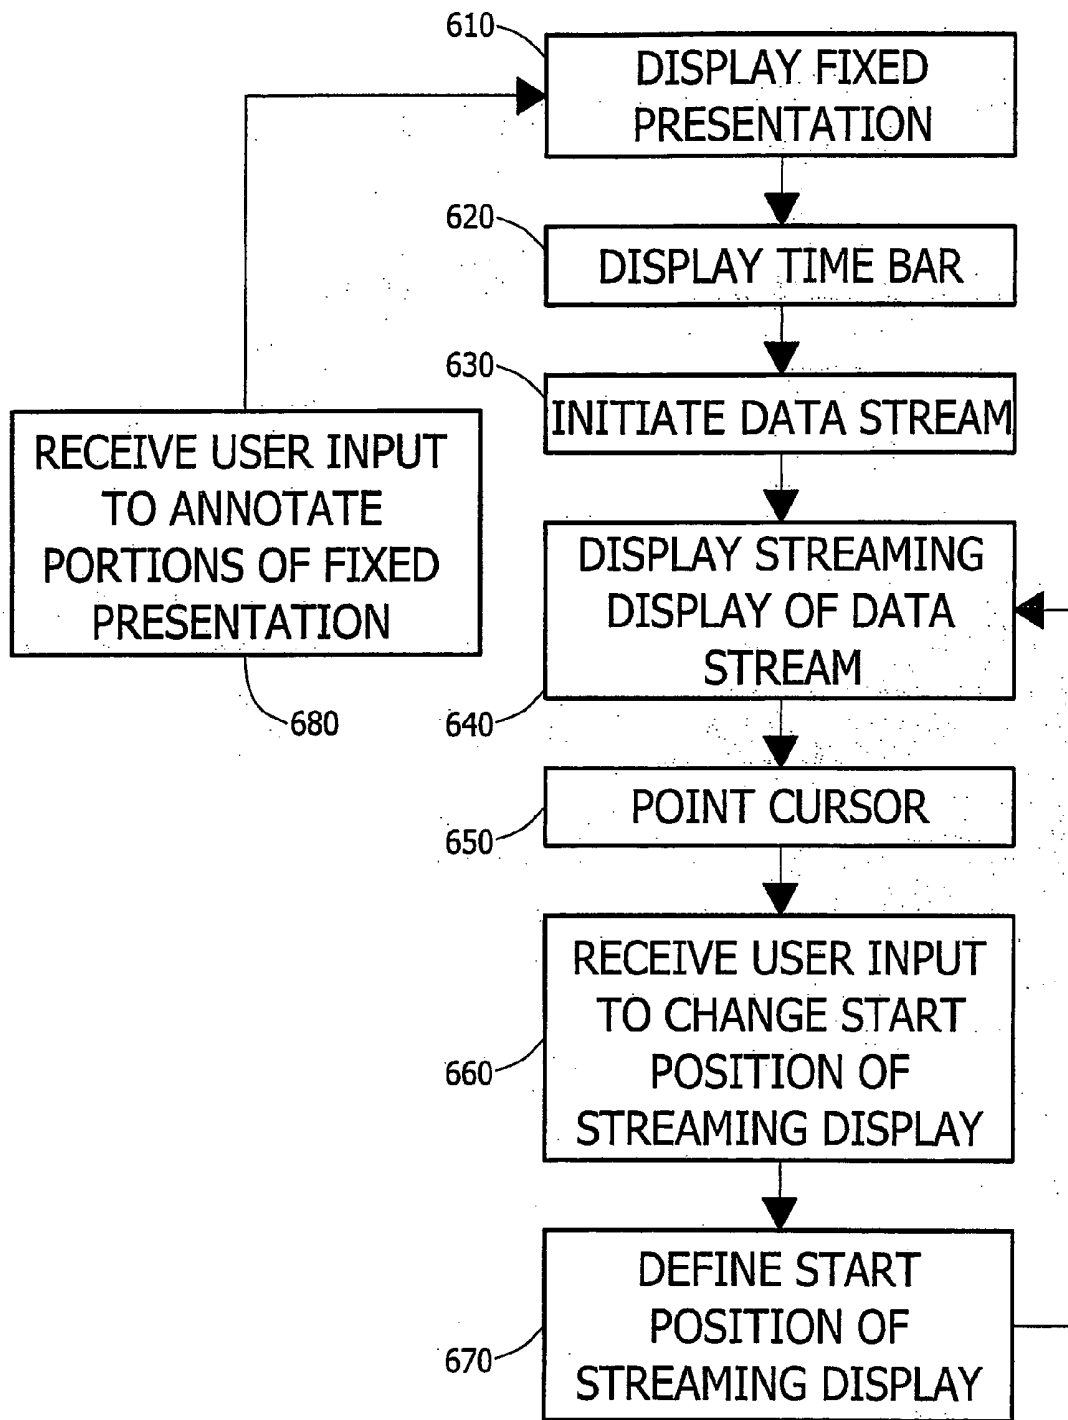 610
DISPLAY FIXED
PRESENTATION
620
DISPLAY TIME BAR
630
INITIATE DATA STREAM
RECEIVE USER INPUT
TO ANNOTATE
PORTIONS OF FIXED
PRESENTATION
680
DISPLAY STREAMING
DISPLAY OF DATA
STREAM
640
POINT CURSOR
650
RECEIVE USER INPUT
TO CHANGE START
POSITION OF
STREAMING DISPLAY
660
DEFINE START
POSITION OF
STREAMING DISPLAY
670